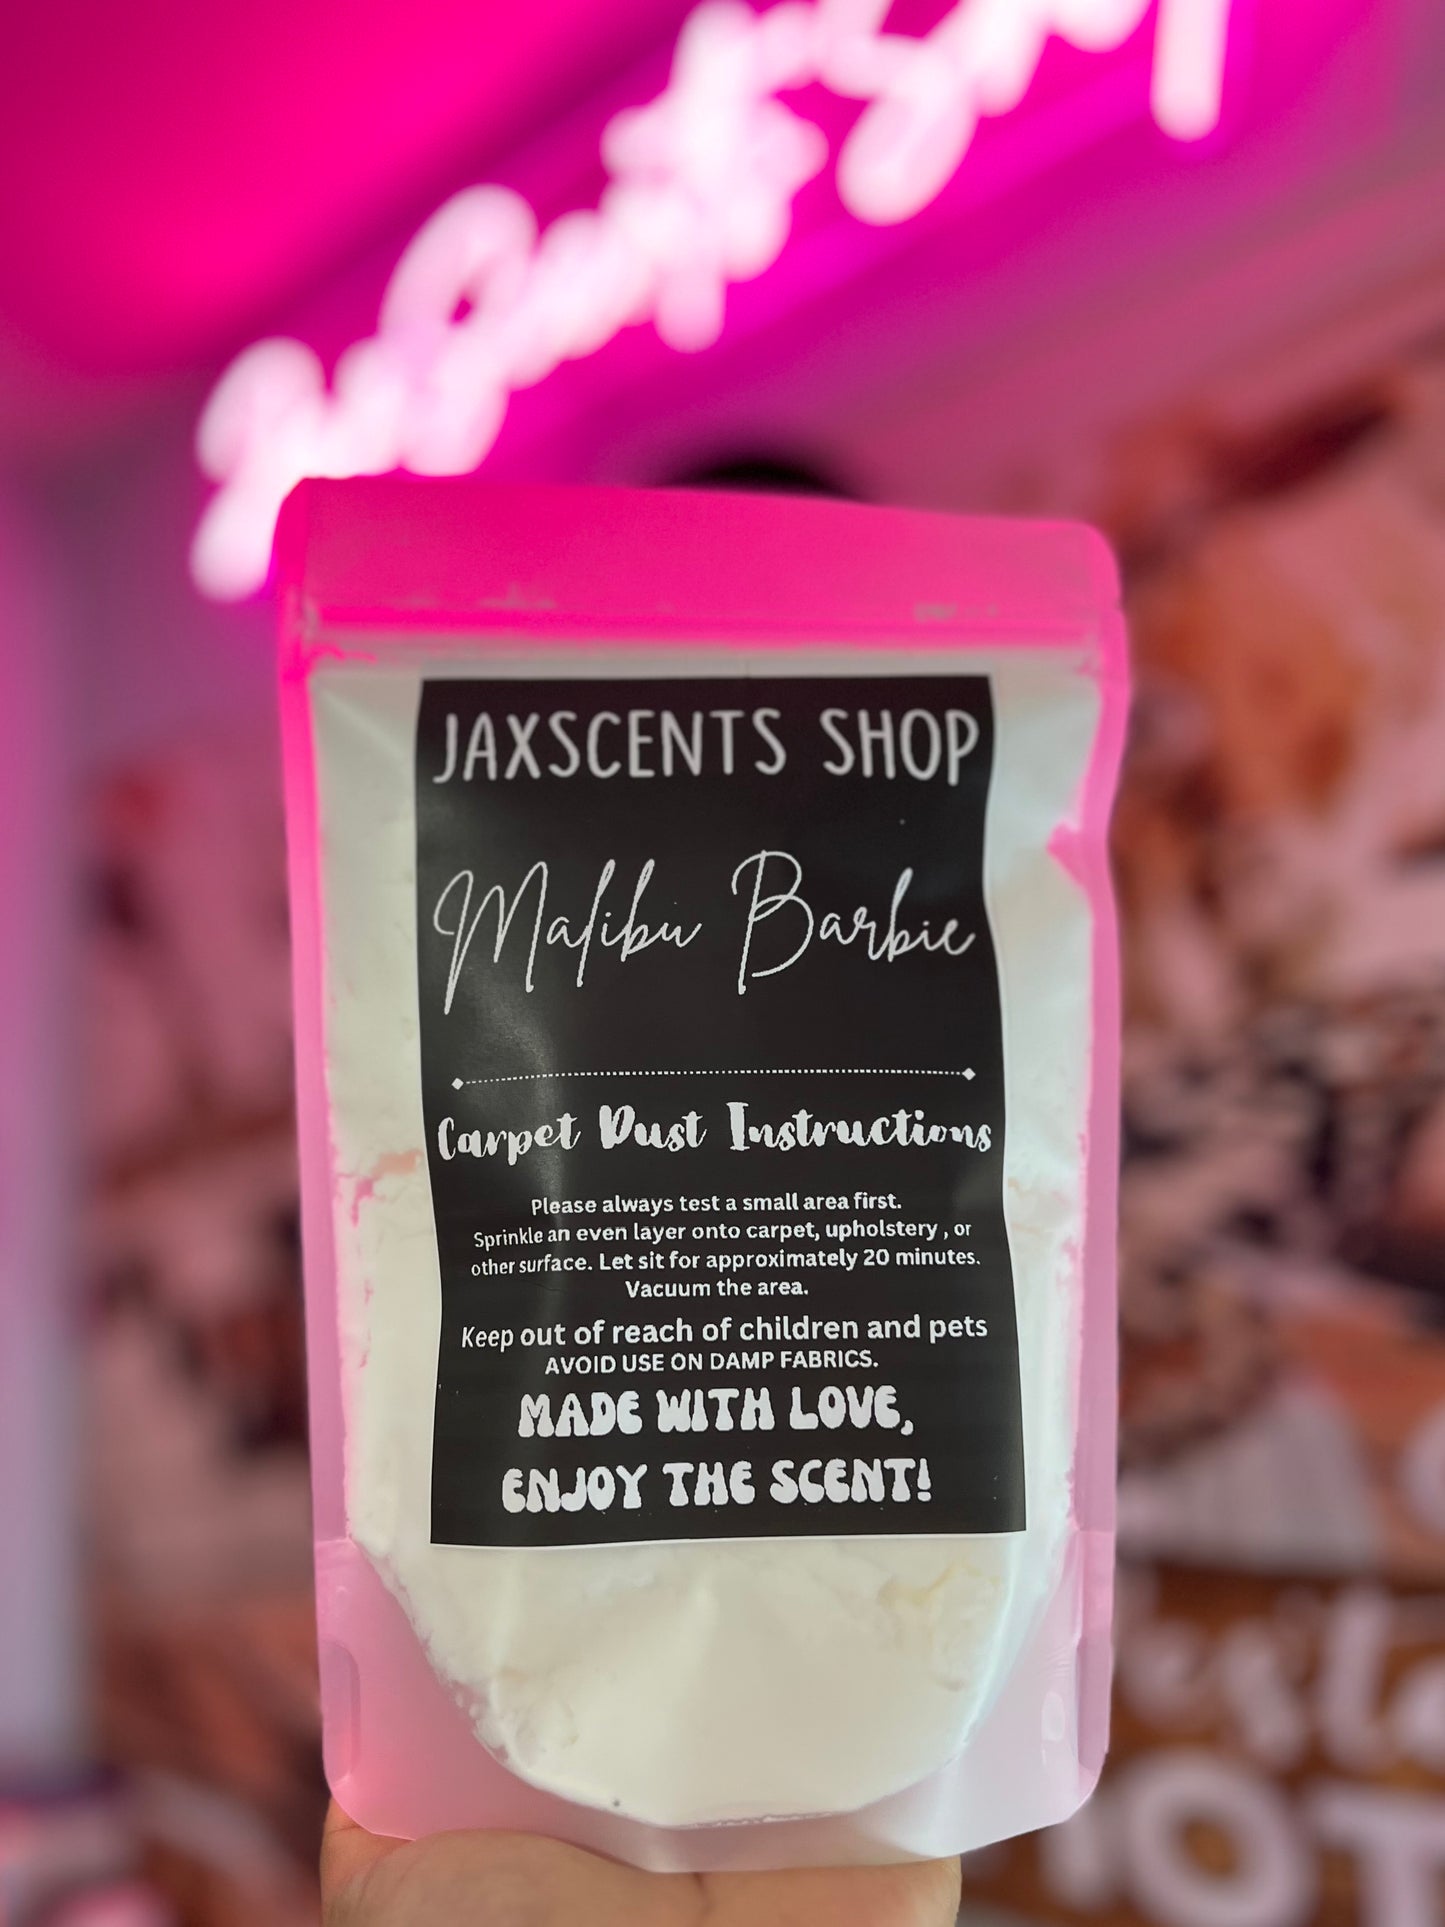 JAXSCENTS SHOP
Malibu Barbie
Carpet Dust Instructions
Please always test a small area first.
Sprinkle an even layer onto carpet, upholstery , or
other surface. Let sit for approximately 20 minutes.
Vacuum the area.
Keep out of reach of children and pets
AVOID USE ON DAMP FABRICS.
MADE WITH LOVE,
ENJOY THE SCENT!